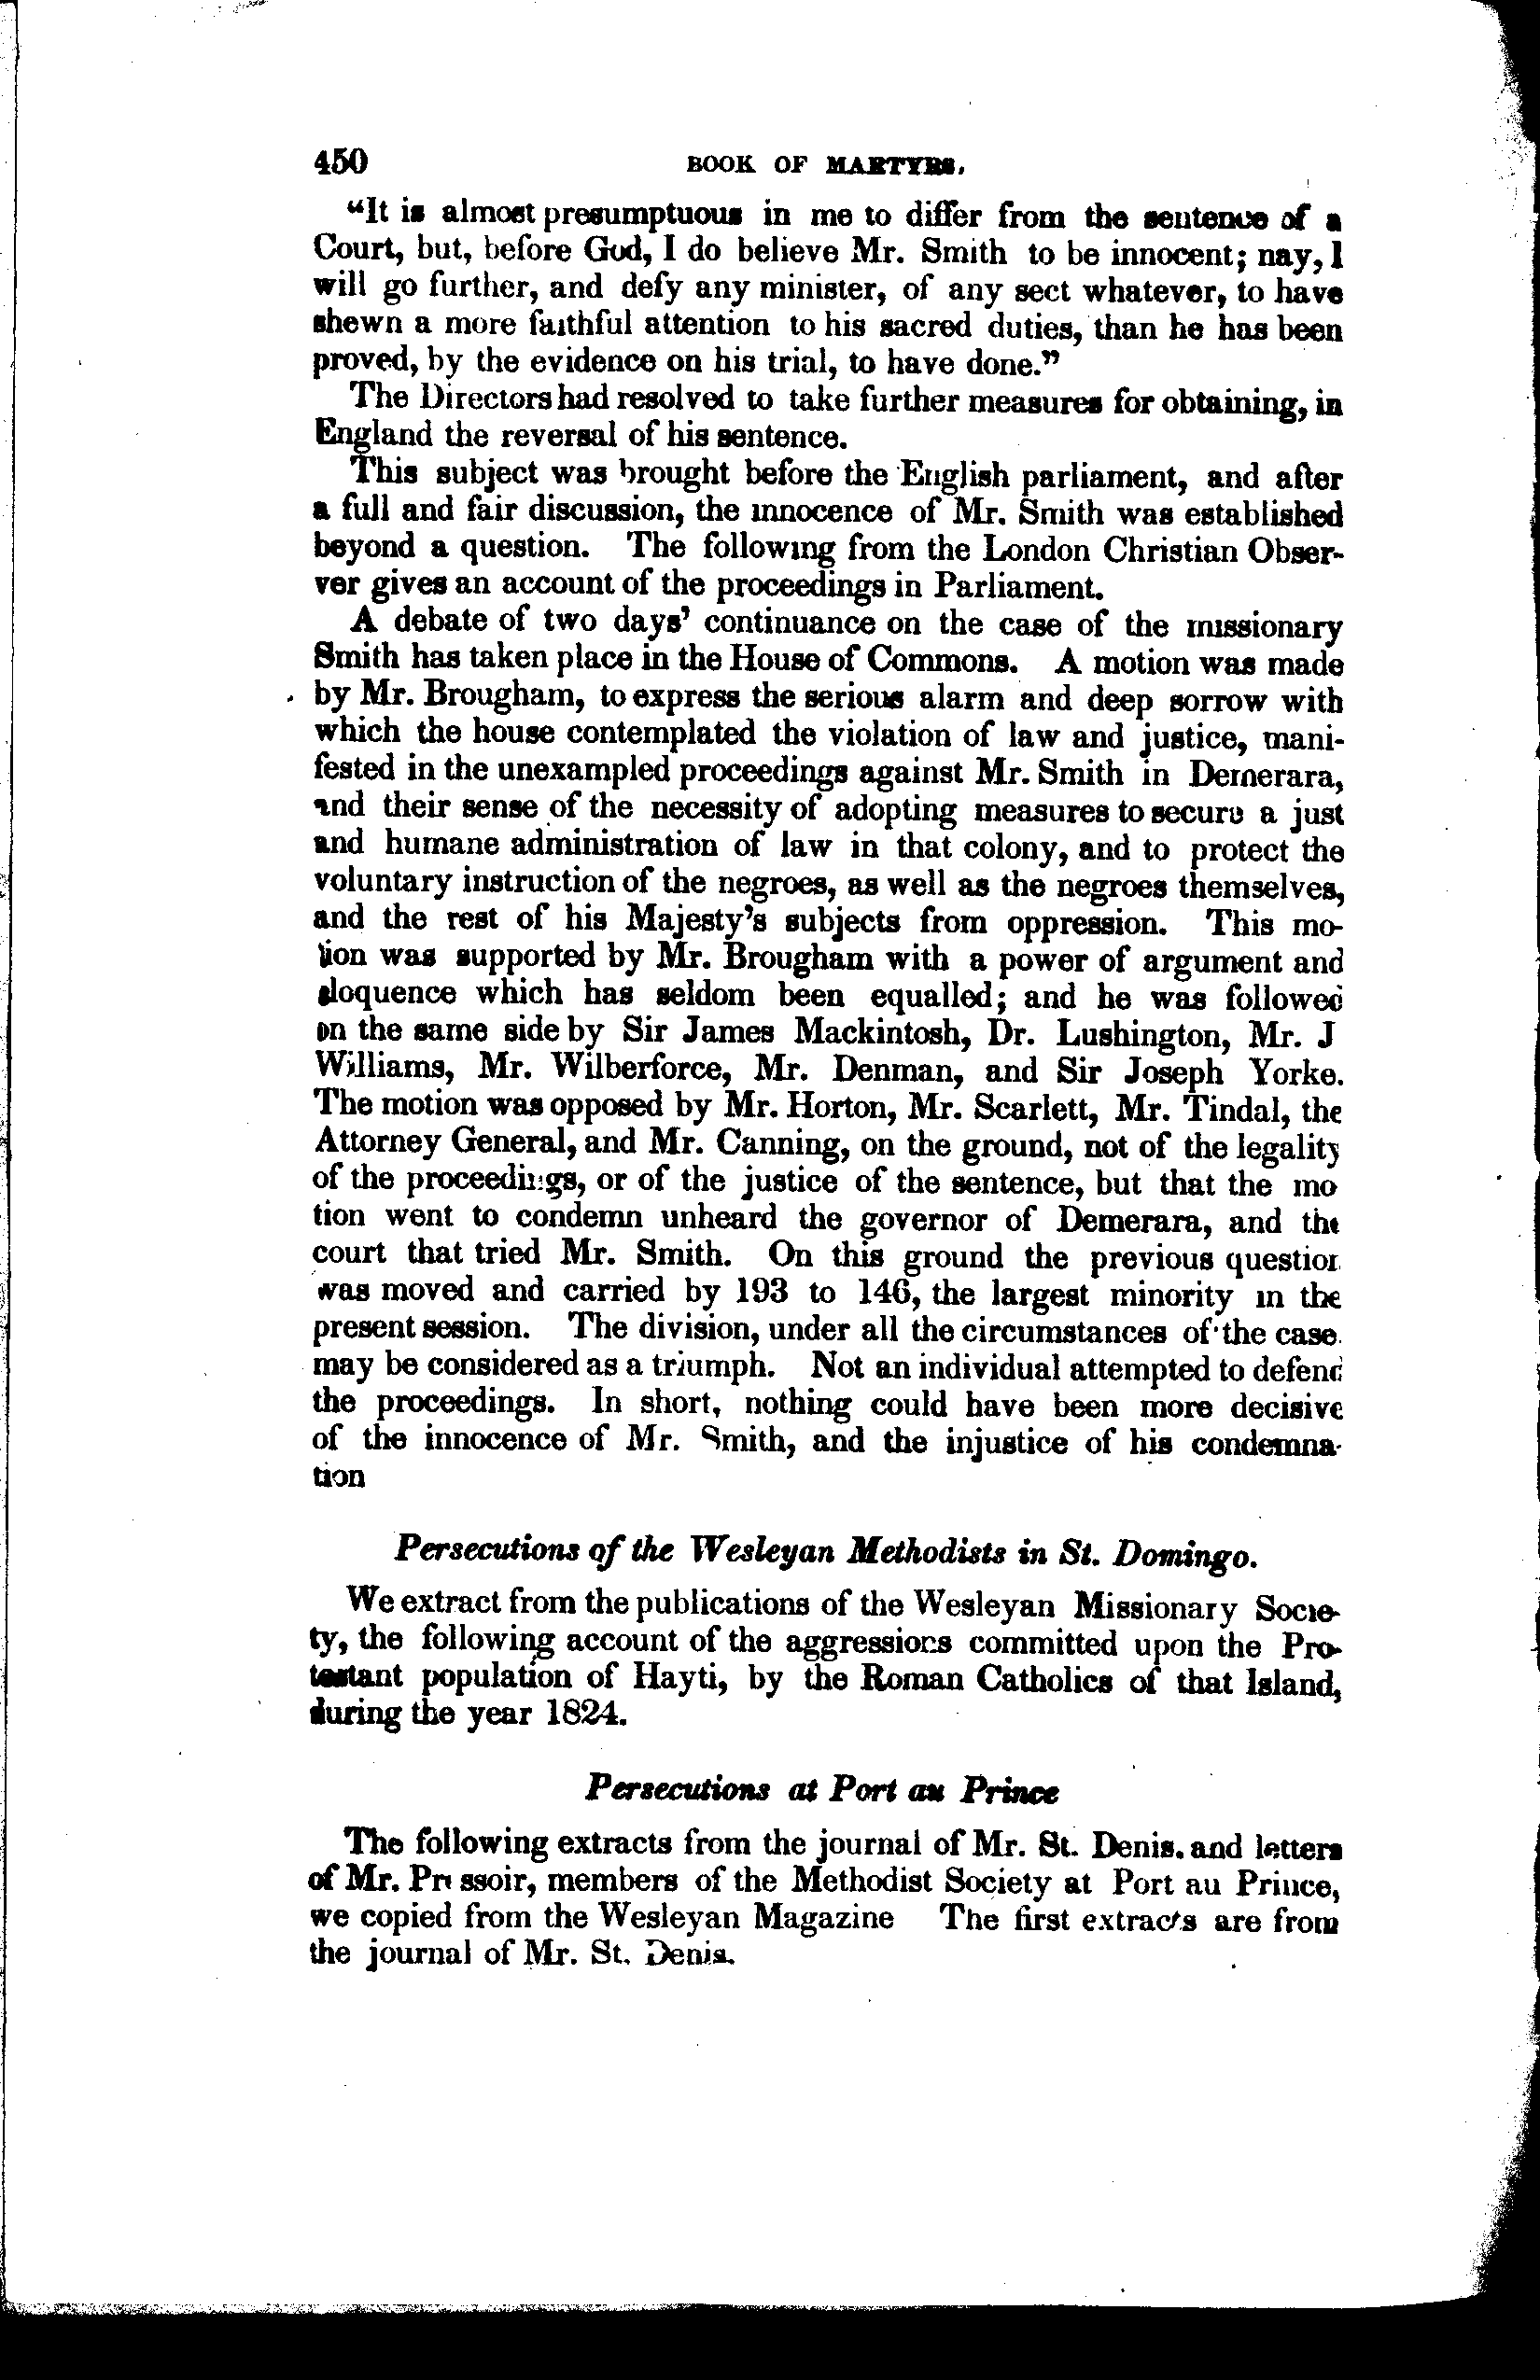 450 BOOK OF MARTYRS.
"It is almost presumptuous in me to differ from the sentence of a
Court, but, before God, I do believe Mr. Smith to be innocent; nay, I
will go further, and defy any minister, of any sect whatever, to have
shewn a more faithful attention to his sacred duties, than he has been
proved, by the evidence on his trial, to have done."
The Directors had resolved to take further measures for obtaining, in
England the reversal of his sentence.
This subject was brought before the English parliament, and after
a full and fair discussion, the innocence of Mr. Smith was established
beyond a question. The following from the London Christian Obser-
ver gives an account of the proceedings in Parliament.
A debate of two days' continuance on the case of the missionary
Smith has taken place in the House of Commons. A motion was made
by Mr. Brougham, to express the serious alarm and deep sorrow with
which the house contemplated the violation of law and justice, mani-
fested in the unexampled proceedings against Mr. Smith in Demerara,
and their sense of the necessity of adopting measures to secure a just
and humane administration of law in that colony, and to protect the
voluntary instruction of the negroes, as well as the negroes themselves,
and the rest of his Majesty's subjects from oppression. This mo-
tion was supported by Mr. Brougham with a power of argument and
eloquence which has seldom been equalled; and he was followed
on the same side by Sir James Mackintosh, Dr. Lushington, Mr. J
Williams, Mr. Wilberforce, Mr. Denman, and Sir Joseph Yorke.
The motion was opposed by Mr. Horton, Mr. Scarlett, Mr. Tindal, the
Attorney General, and Mr. Canning, on the ground, not of the legality
of the proceedings, or of the justice of the sentence, but that the mo
tion went to condemn unheard the governor of Demerara, and the
court that tried Mr. Smith. On this ground the previous question
was moved and carried by 193 to 146, the largest minority in the
present session. The division, under all the circumstances of the case.
may be considered as a triumph. Not an individual attempted to defend
the proceedings. In short, nothing could have been more decisive
of the innocence of Mr. Smith, and the injustice of his condemna-
tion
Persecutions of the Wesleyan Methodists in St. Domingo.
We extract from the publications of the Wesleyan Missionary Socie-
ty, the following account of the aggressions committed upon the Pro-
testant population of Hayti, by the Roman Catholics of that Island,
during the year 1824.
Persecutions at Port au Prince
The following extracts from the journal of Mr. St. Denis. and letters
of Mr. Pressoir, members of the Methodist Society at Port au Prince,
we copied from the Wesleyan Magazine The first extracts are from
the journal of Mr. St. Denis.